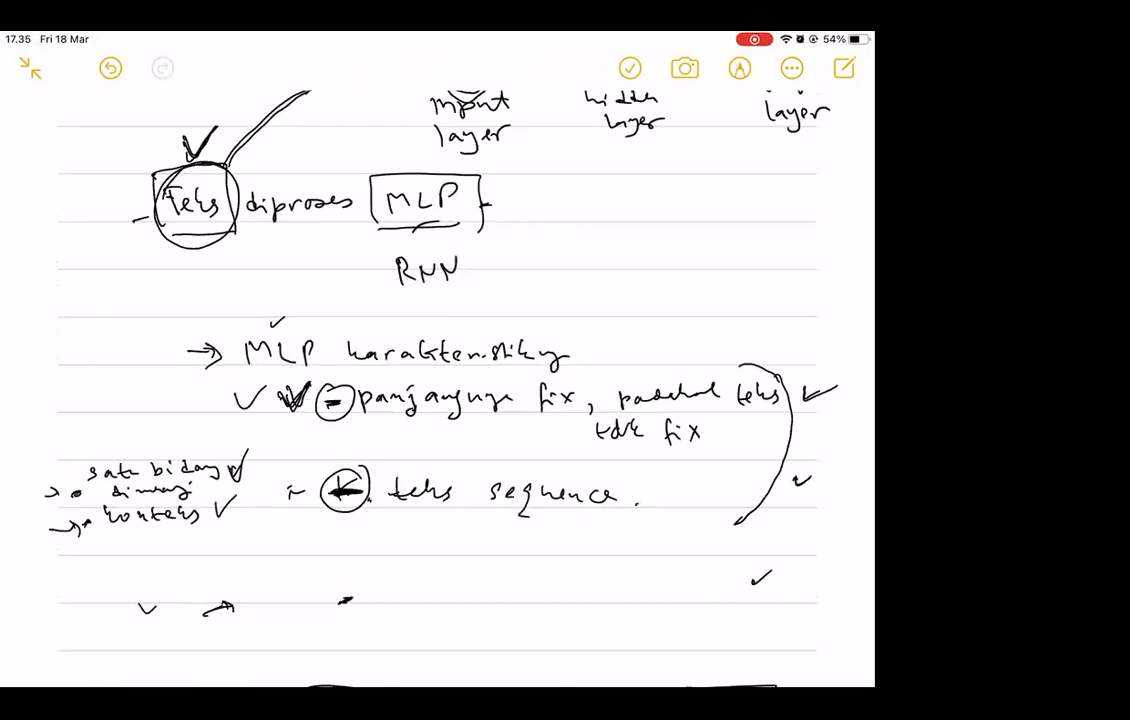 17.35 Fri 18 Mar
54%
input hidden layer
layer layer
teks diproses MLP
RNN
→ MLP karakteristiknya
= panjangnya fix, padahal teks
tdk fix
satu bidang
dimensi
konteks
teks sequence.